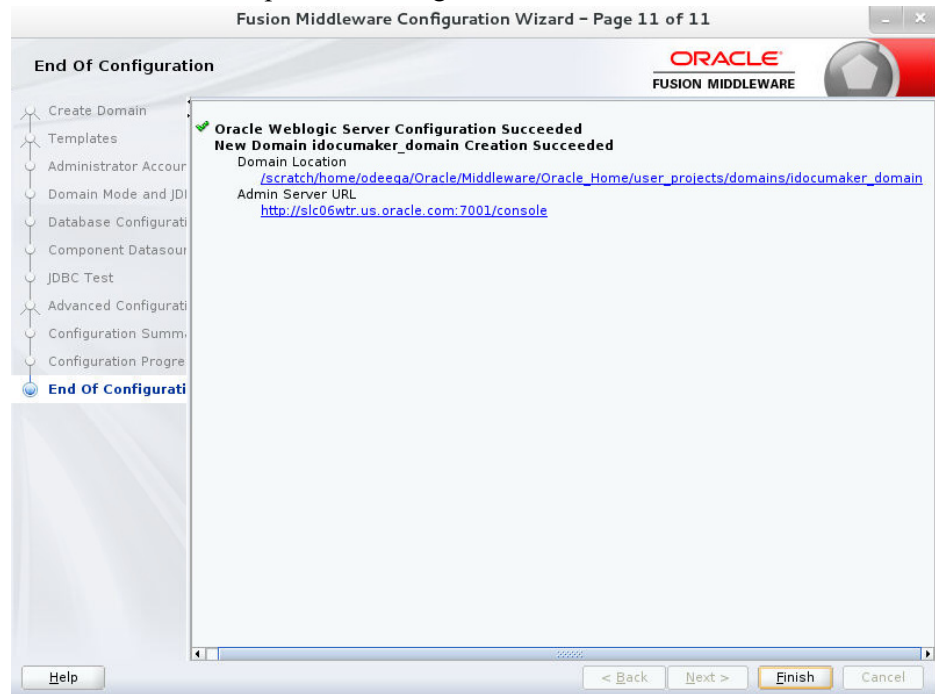 Fusion Middleware Configuration Wizard – Page 11 of 11
End Of Configuration
ORACLE
FUSION MIDDLEWARE
Create Domain
Templates
Administrator Accour
Domain Mode and JDI
Database Configurati
Component Datasour
JDBC Test
Advanced Configurati
Configuration Summ
Configuration Progre
End Of Configurati
Oracle Weblogic Server Configuration Succeeded
New Domain idocumaker_domain Creation Succeeded
Domain Location
/scratch/home/odeeqa/Oracle/Middleware/Oracle_Home/user_projects/domains/idocumaker_domain
Admin Server URL
http://slc06wtr.us.oracle.com:7001/console
Help
< Back
Next >
Finish
Cancel